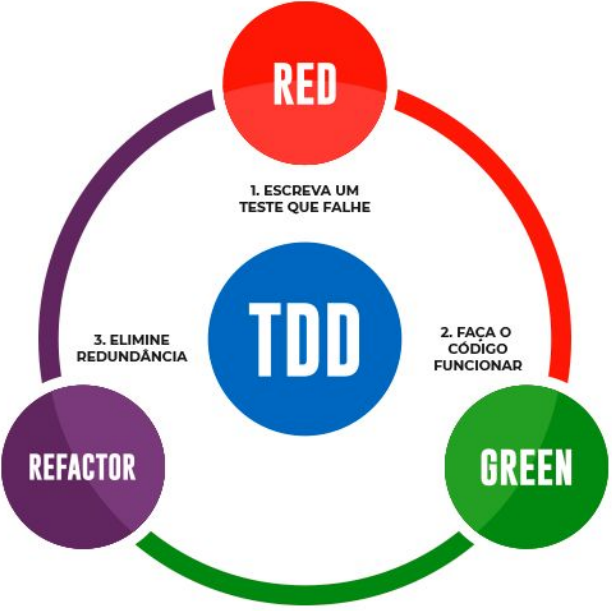 RED
1. ESCREVA UM
TESTE QUE FALHE
TDD
2. FAÇA O
CÓDIGO
FUNCIONAR
3. ELIMINE
REDUNDÂNCIA
GREEN
REFACTOR